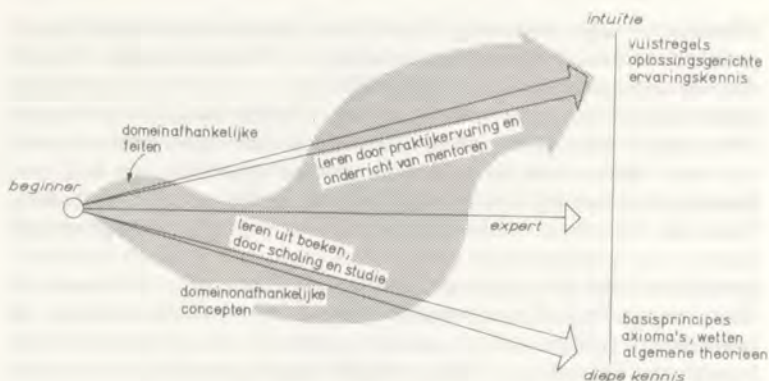 intuïtie
vuistregels
oplossingsgerichte
ervaringskennis
domeinafhankelijke
feiten
leren door praktijkervaring en
onderricht van mentoren
beginner
expert
leren uit boeken,
door scholing en studie
domeinonafhankelijke
concepten
basisprincipes
axioma's, wetten
algemene theorieen
diepe kennis